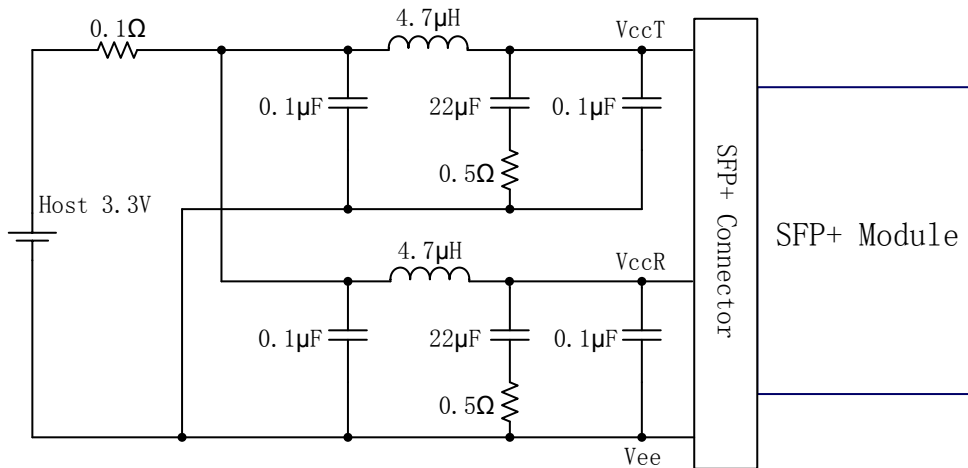 4.7μH
VccT
0.1Ω
0.1μF
22μF
0.1μF
0.5Ω
Host 3.3V
SFP+ Connector
SFP+ Module
4.7μH
VccR
0.1μF
22μF
0.1μF
0.5Ω
Vee